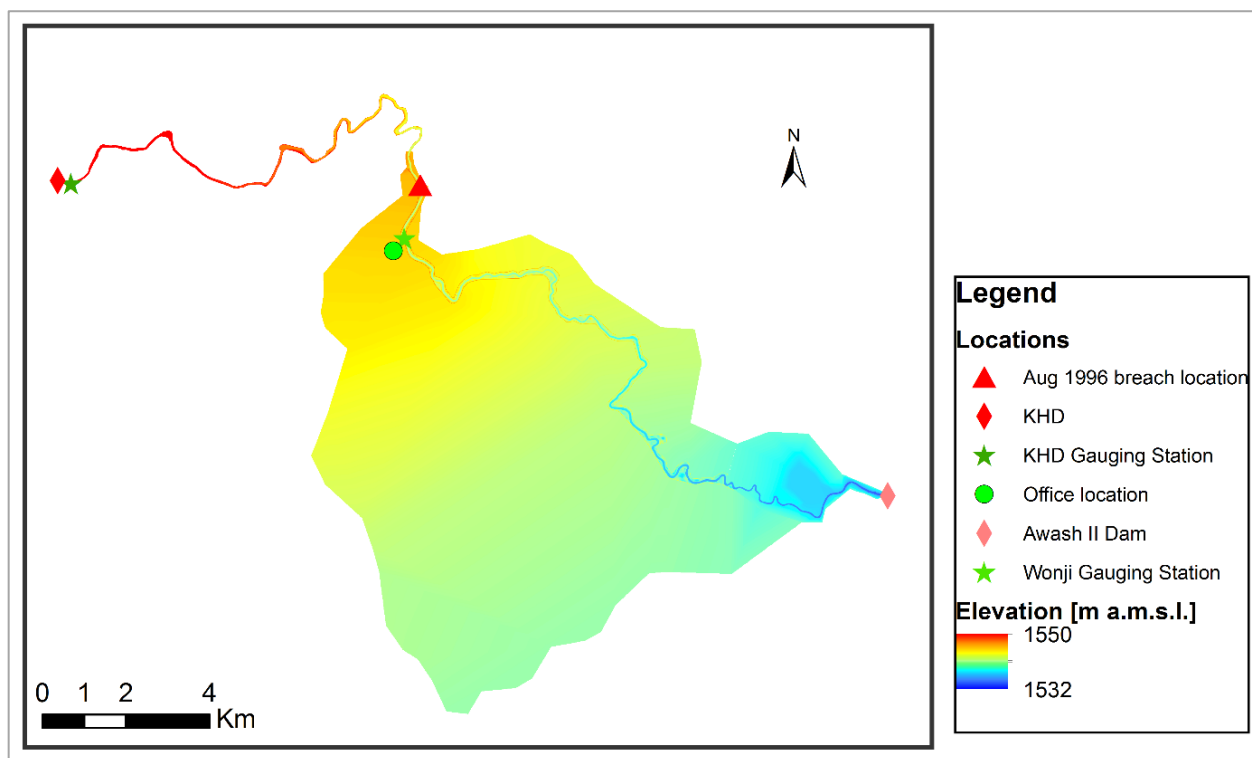 N
0 1 2 4
Km
Legend
Locations
Aug 1996 breach location
KHD
KHD Gauging Station
Office location
Awash II Dam
Wonji Gauging Station
Elevation [m a.m.s.l.]
1550
1532